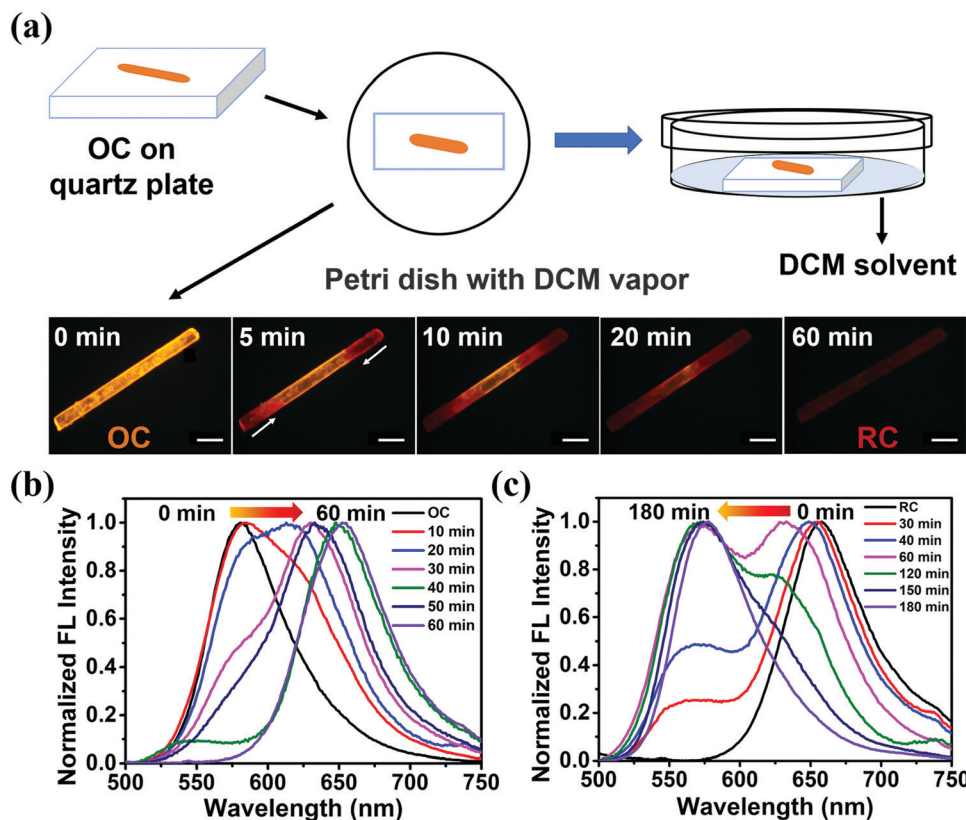 (a)
OC on
quartz plate
Petri dish with DCM vapor
DCM solvent
0 min
5 min
10 min
20 min
60 min
OC
RC
(b)
0 min
60 min
OC
10 min
20 min
30 min
40 min
50 min
60 min
Normalized FL Intensity
1.0
0.8
0.6
0.4
0.2
0.0
500 550 600 650 700 750
Wavelength (nm)
(c)
180 min
0 min
RC
30 min
40 min
60 min
120 min
150 min
180 min
Normalized FL Intensity
1.0
0.8
0.6
0.4
0.2
0.0
500 550 600 650 700 750
Wavelength (nm)